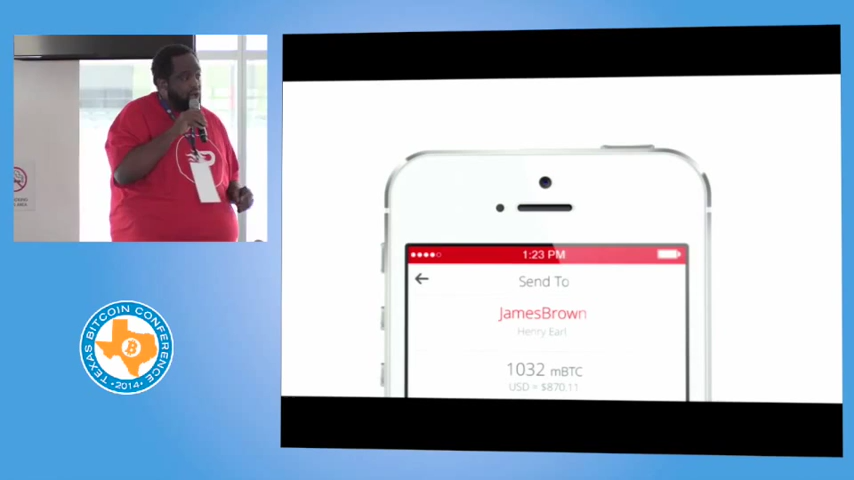 TEXAS BITCOIN CONFERENCE
•2014•
1:23 PM
Send To
JamesBrown
Henry Earl
1032 mBTC
USD = $870.11